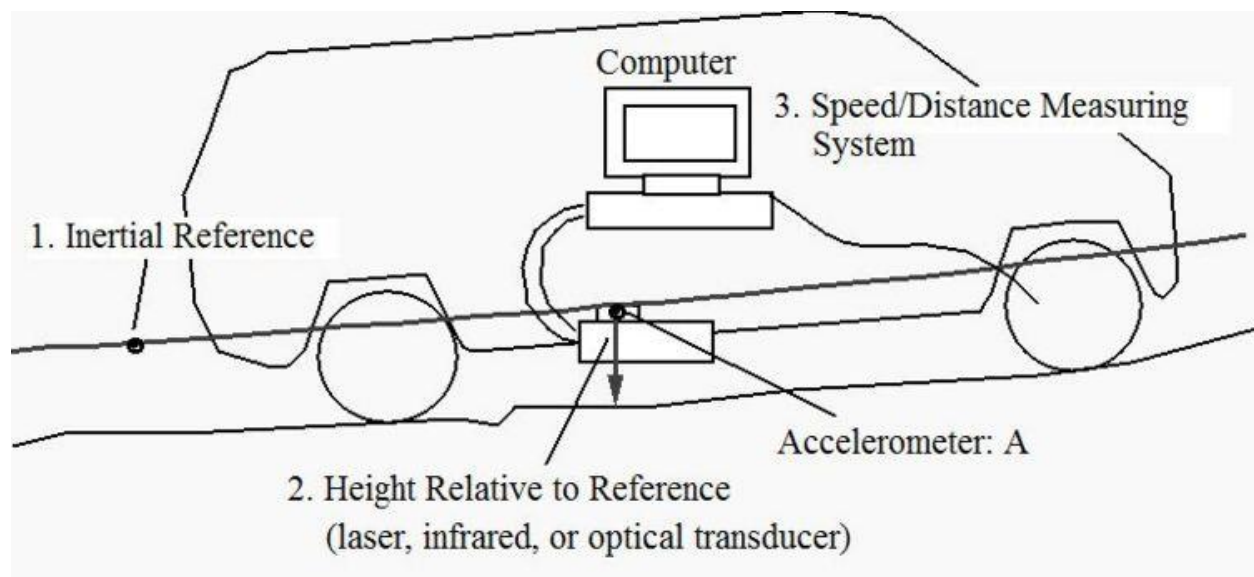 Computer
3. Speed/Distance Measuring
System
1. Inertial Reference
Accelerometer: A
2. Height Relative to Reference
(laser, infrared, or optical transducer)